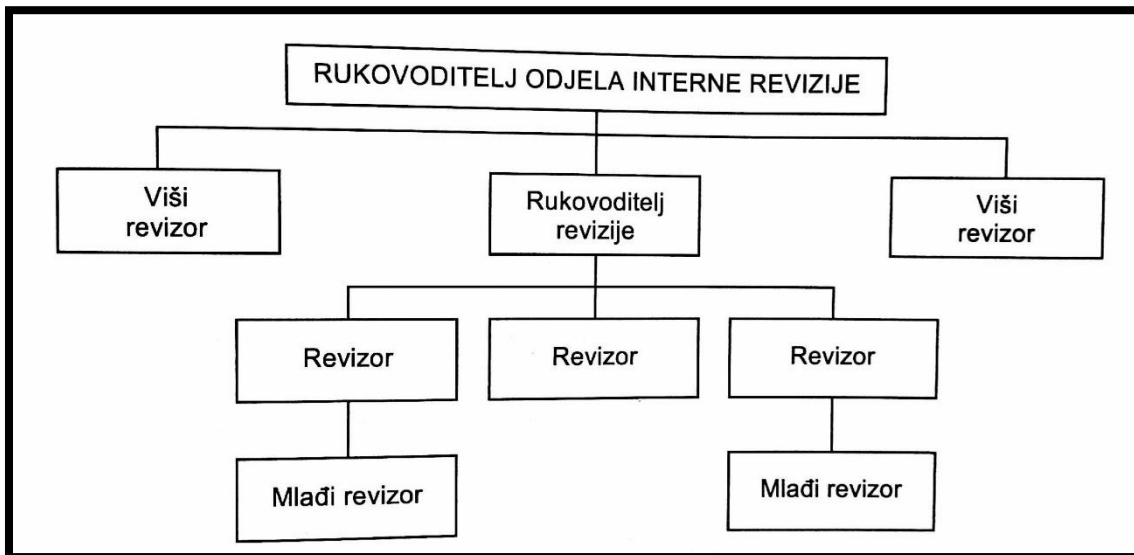 RUKOVODITELJ ODJELA INTERNE REVIZIJE
Viši
revizor
Rukovoditelj
revizije
Viši
revizor
Revizor
Revizor
Revizor
Mlađi revizor
Mlađi revizor